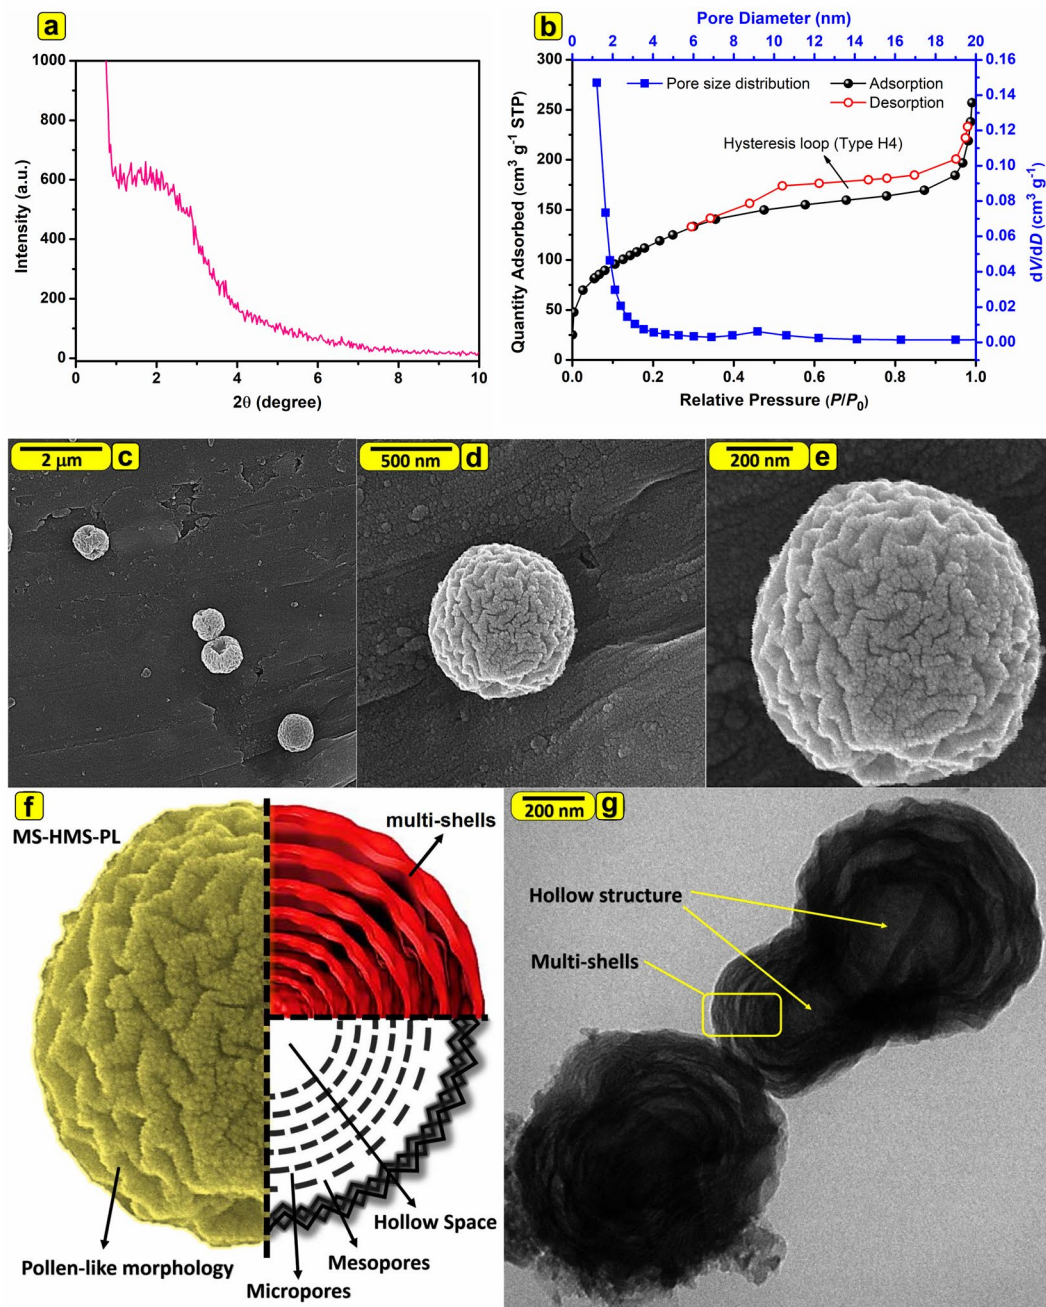 a
1000
800
600
400
200
0
Intensity (a.u.)
0 2 4 6 8 10
2θ (degree)
b
Pore Diameter (nm)
0 2 4 6 8 10 12 14 16 18 20
300
250
200
150
100
50
0
Quantity Adsorbed (cm³ g⁻¹ STP)
Pore size distribution
Adsorption
Desorption
Hysteresis loop (Type H4)
0.16
0.14
0.12
0.10
0.08
0.06
0.04
0.02
0.00
dV/dD (cm³ g⁻¹)
0.0 0.2 0.4 0.6 0.8 1.0
Relative Pressure (P/P₀)
2 μm c
500 nm d
200 nm e
f
MS-HMS-PL
multi-shells
Hollow Space
Mesopores
Micropores
Pollen-like morphology
200 nm g
Hollow structure
Multi-shells